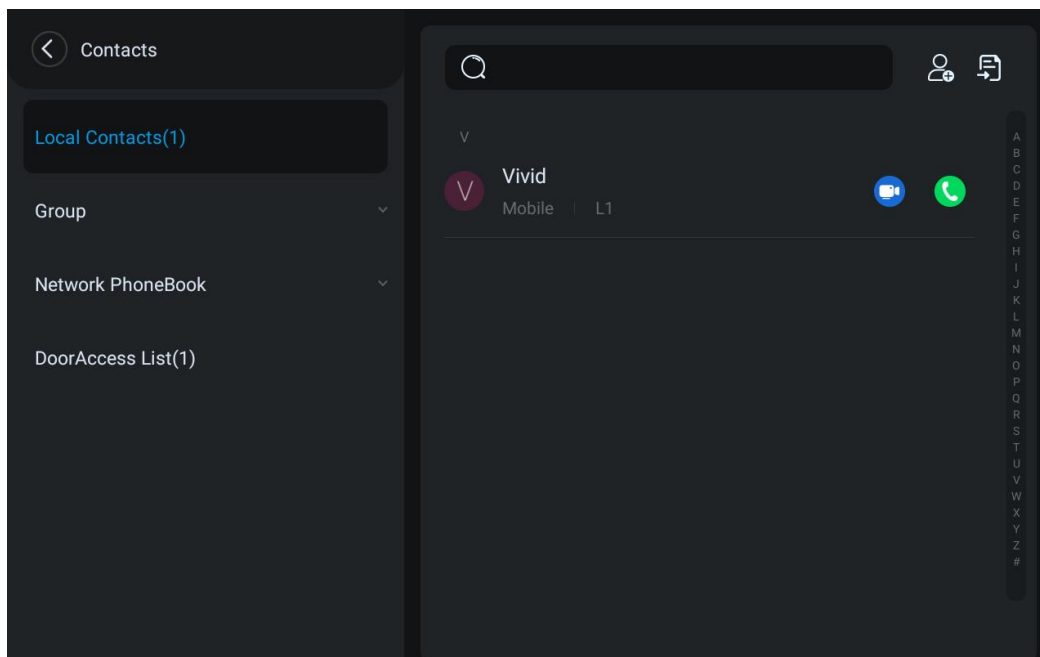 Contacts
Local Contacts(1)
Group
Network PhoneBook
DoorAccess List(1)
V
V
Vivid
Mobile | L1
A
B
C
D
E
F
G
H
I
J
K
L
M
N
O
P
Q
R
S
T
U
V
W
X
Y
Z
#